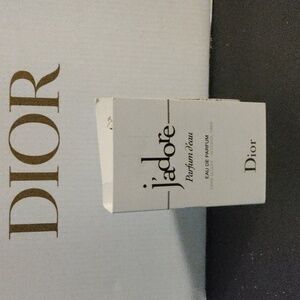 DIOR
j'adore
Parfum d'eau
EAU DE PARFUM
Dior